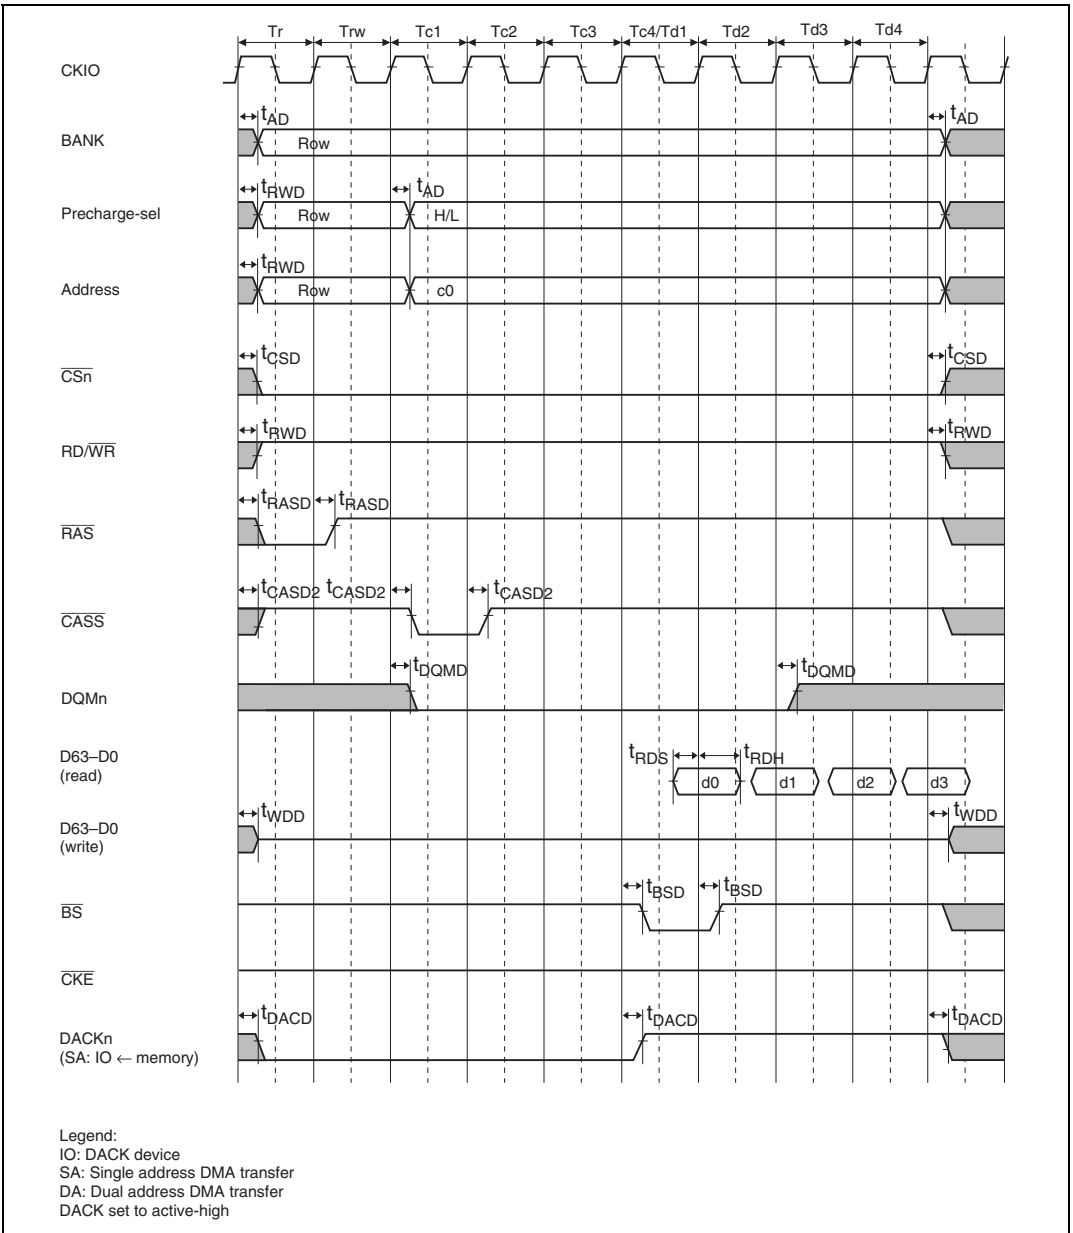 Tr Trw Tc1 Tc2 Tc3 Tc4/Td1 Td2 Td3 Td4
CKIO
tAD tAD
BANK Row
tRWD tAD
Precharge-sel Row H/L
tRWD
Address Row c0
tCSD tCSD
CSn
tRWD tRWD
RD/WR
tRASD tRASD
RAS
tCASD2 tCASD2 tCASD2
CASS
tDQMD tDQMD
DQMn
D63–D0 tRDS tRDH
(read) d0 d1 d2 d3
tWDD tWDD
D63–D0
(write)
tBSD tBSD
BS
CKE
tDACD tDACD tDACD
DACKn
(SA: IO ← memory)
Legend:
IO: DACK device
SA: Single address DMA transfer
DA: Dual address DMA transfer
DACK set to active-high